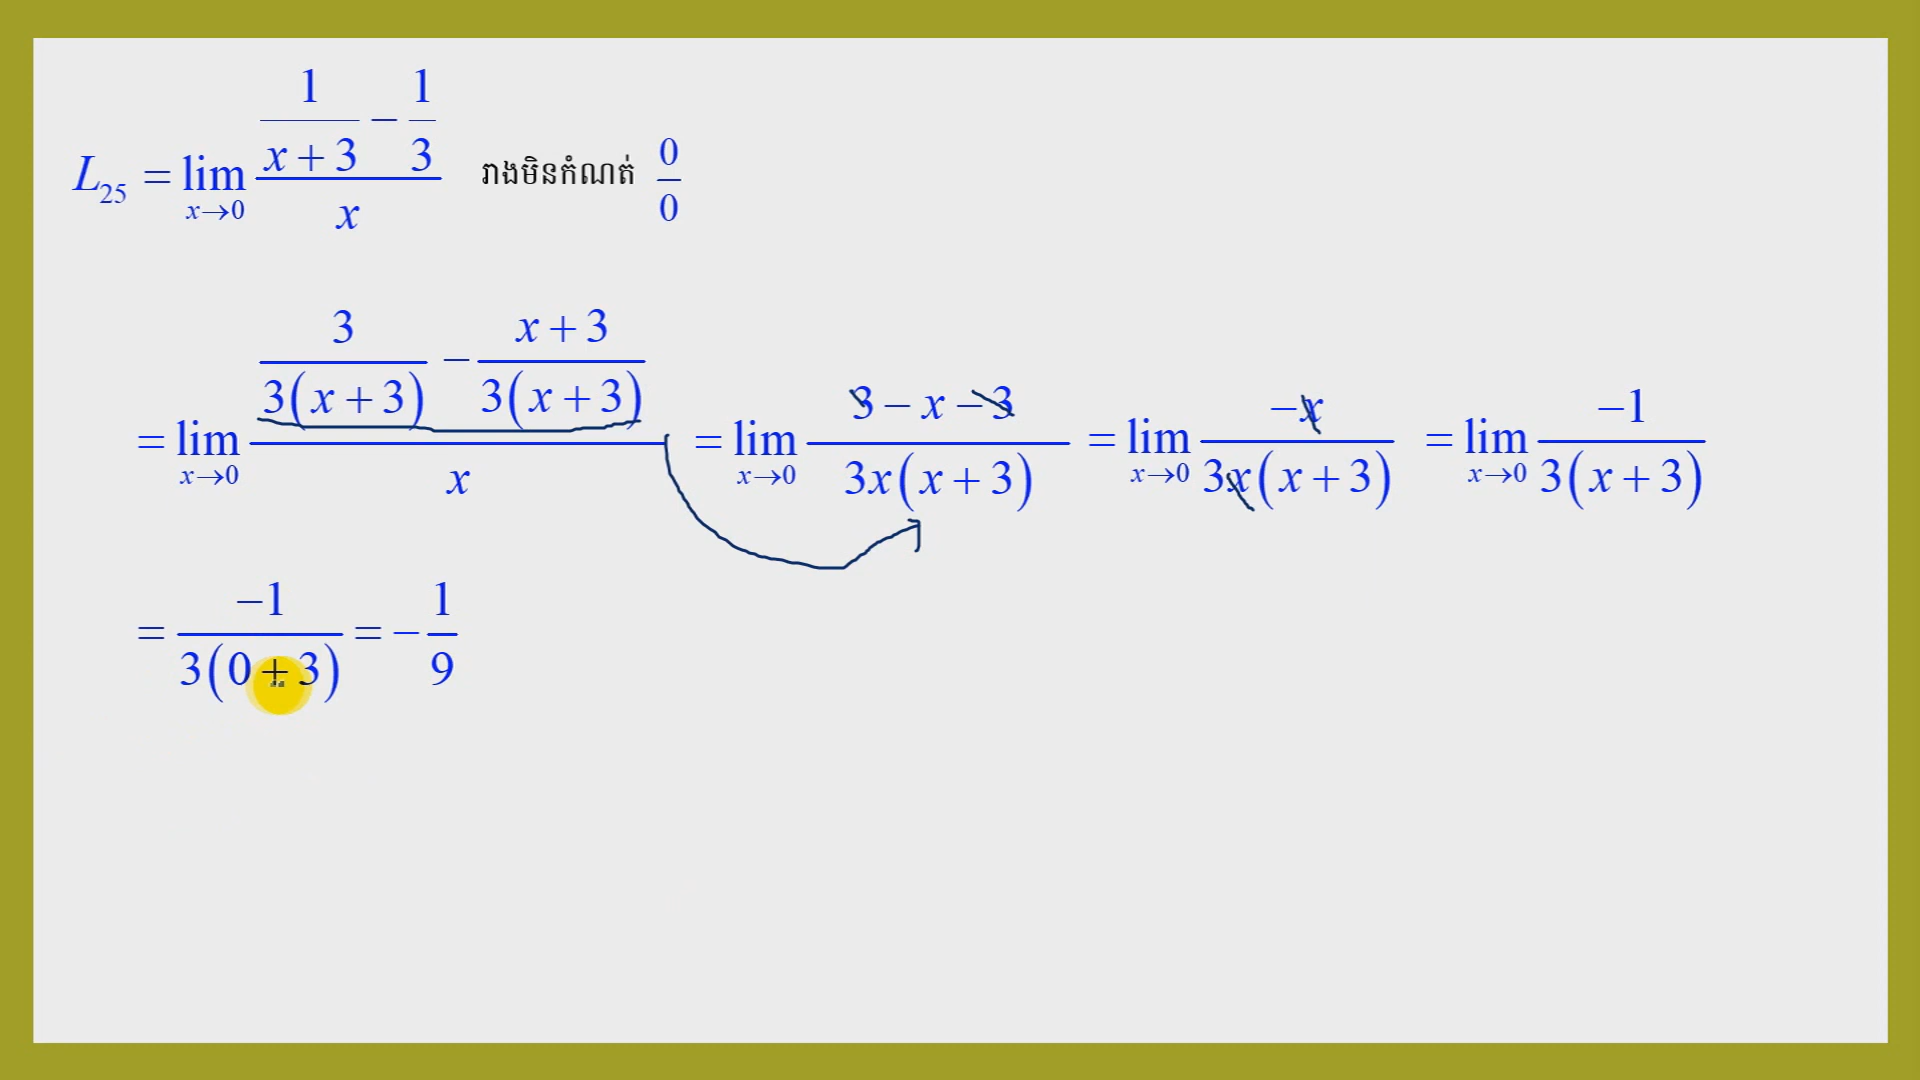 L₂₅ = lim_{x→0} (1/(x+3) − 1/3)/x រាងមិនកំណត់ 0/0
= lim_{x→0} (3/(3(x+3)) − (x+3)/(3(x+3)))/x = lim_{x→0} (3−x−3)/(3x(x+3)) = lim_{x→0} −x/(3x(x+3)) = lim_{x→0} −1/(3(x+3))
= −1/(3(0+3)) = −1/9